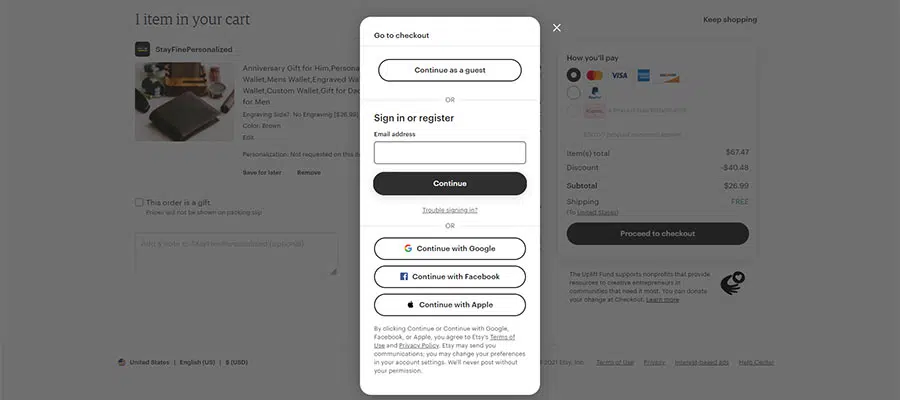 1 item in your cart
Keep shopping
StayFinePersonalized
Anniversary Gift for Him,Persona
Wallet,Mens Wallet,Engraved Wal
Wallet,Custom Wallet,Gift for Dad
for Men
Engraving Side?: No Engraving [$26.99]
Color: Brown
Edit
Personalization: Not requested on this ite
Save for later Remove
This order is a gift
Prices will not be shown on packing slip
Add a note to StayFinePersonalized (optional)
Go to checkout
Continue as a guest
OR
Sign in or register
Email address
Continue
Trouble signing in?
OR
Continue with Google
Continue with Facebook
Continue with Apple
By clicking Continue or Continue with Google,
Facebook, or Apple, you agree to Etsy's Terms of
Use and Privacy Policy. Etsy may send you
communications; you may change your preferences
in your account settings. We'll never post without
your permission.
How you'll pay
VISA
PayPal
Klarna.
Item(s) total $67.47
Discount -$40.48
Subtotal $26.99
Shipping FREE
(To United States)
Proceed to checkout
The Uplift Fund supports nonprofits that provide
resources to creative entrepreneurs in
communities that need it most. You can donate
your change at Checkout. Learn more
United States | English (US) | $ (USD)
2021 Etsy, Inc. Terms of Use Privacy Interest-based ads Help Center